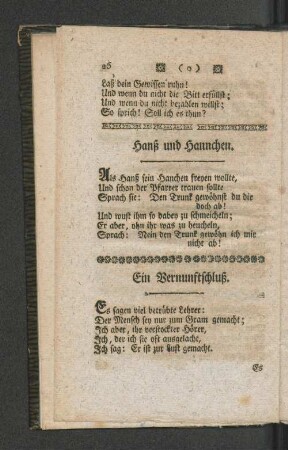 26 ( 0 )
Laß dein Gewissen ruhn!
Und wenn du nicht die Bitt erfüllst;
Und wenn du nicht bezahlen willst;
So sprich! Soll ich es thun?
Hanß und Hannchen.
Als Hanß sein Hanchen freyen wollte,
Und schon der Pfarrer trauen sollte
Sprach sie: Den Trunk gewöhnst du dir
doch ab!
Und wust ihm so dabey zu schmeicheln;
Er aber, ohn ihr was zu heucheln,
Sprach: Nein den Trunk gewöhn ich mir
nicht ab!
Ein Vernunftschluß.
Es sagen viel betrübte Lehrer:
Der Mensch sey nur zum Gram gemacht;
Ich aber, ihr verstockter Hörer,
Ich, der ich sie oft ausgelacht,
Ich sag: Er ist zur Lust gemacht.
Es